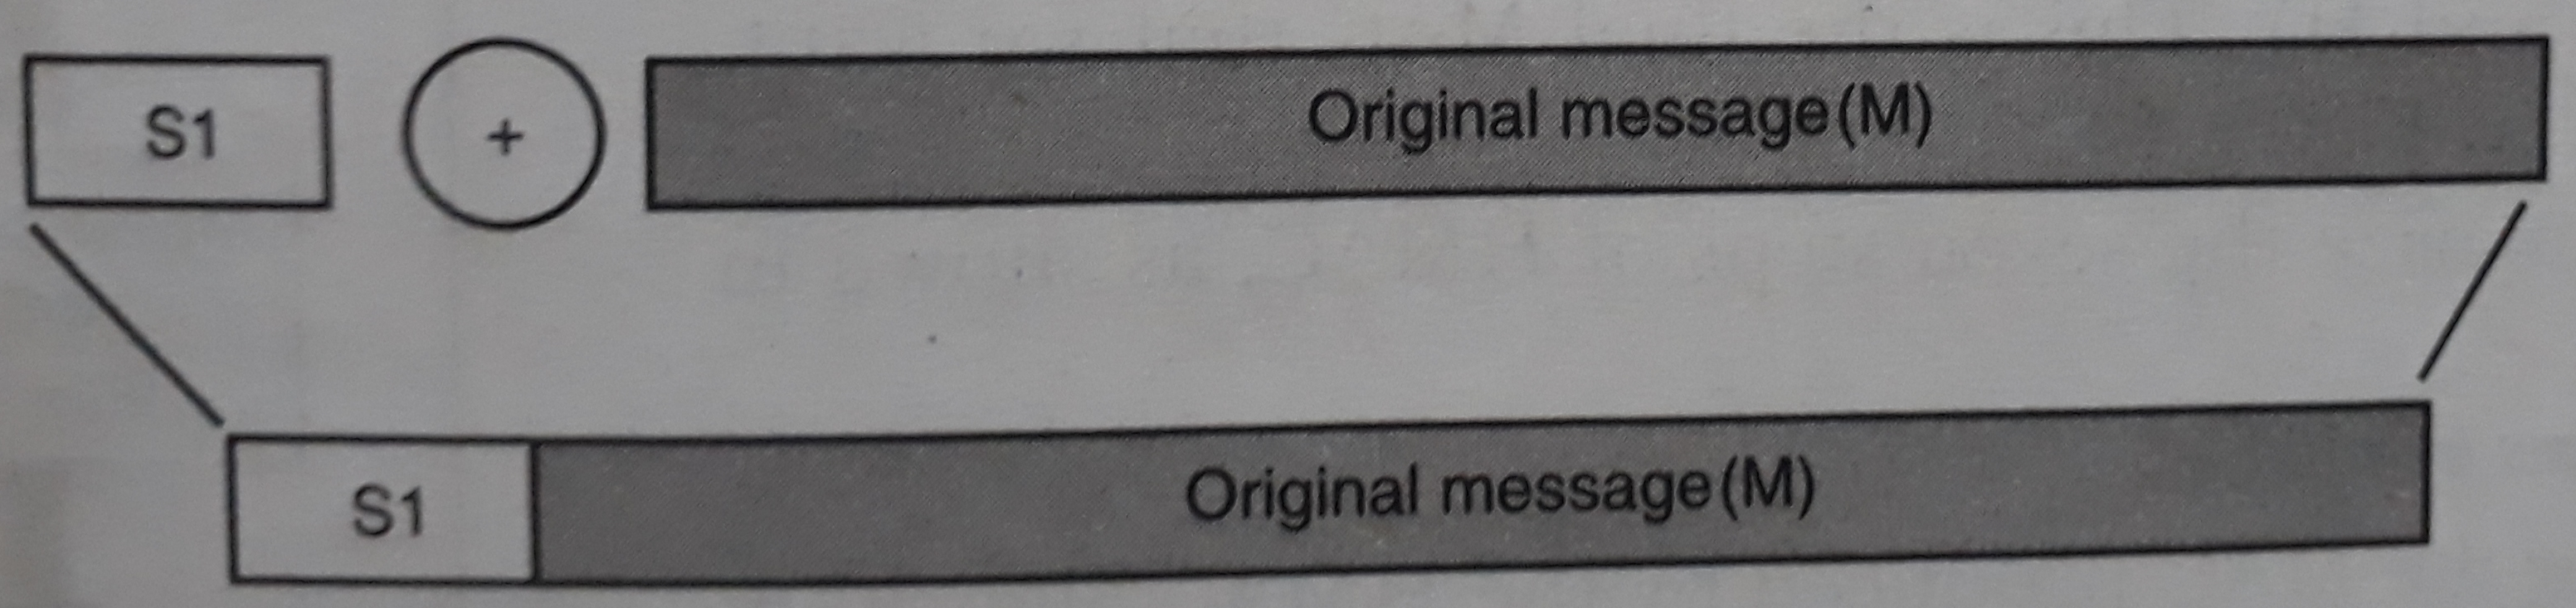 S1 + Original message(M)
S1 Original message(M)